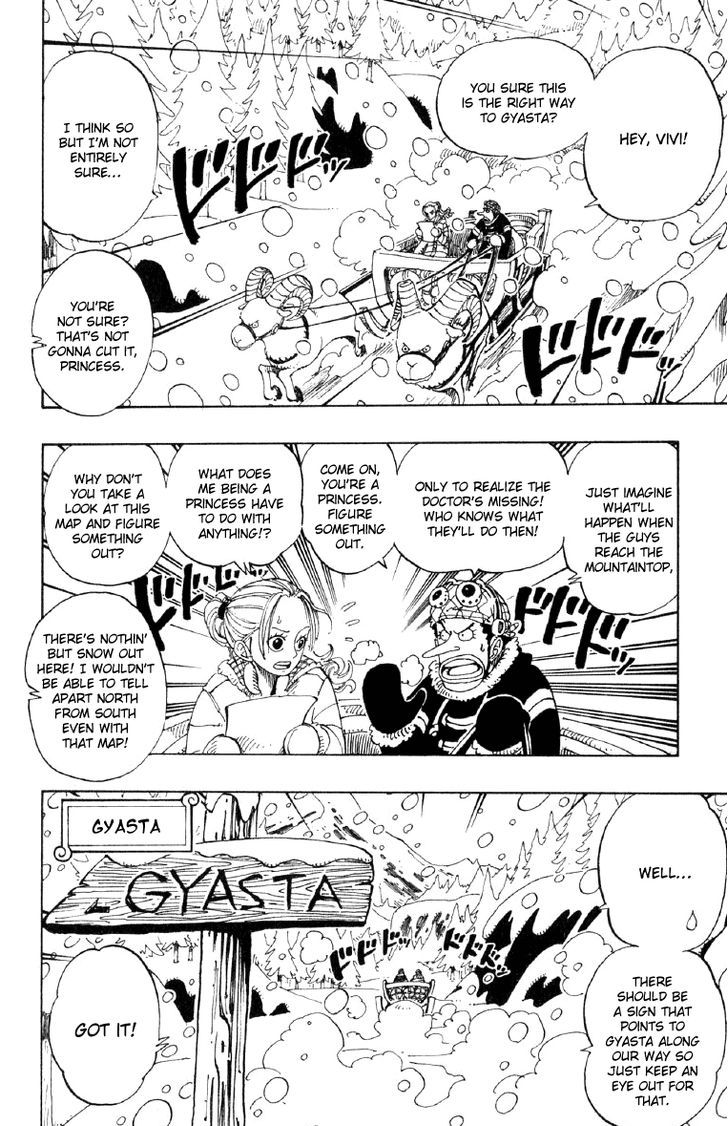 HEY, VIVI!
YOU SURE THIS
IS THE RIGHT WAY
TO GYASTA?
I THINK SO
BUT I'M NOT
ENTIRELY
SURE...
ドドドド
YOU'RE
NOT SURE?
THAT'S NOT
GONNA CUT IT,
PRINCESS.
ドドドド
JUST IMAGINE
WHAT'LL
HAPPEN WHEN
THE GUYS
REACH THE
MOUNTAINTOP,
ONLY TO REALIZE THE
DOCTOR'S MISSING!
WHO KNOWS WHAT
THEY'LL DO THEN!
COME ON,
YOU'RE A
PRINCESS.
FIGURE
SOMETHING
OUT.
WHAT DOES
ME BEING A
PRINCESS HAVE
TO DO WITH
ANYTHING!?
WHY DON'T
YOU TAKE A
LOOK AT THIS
MAP AND FIGURE
SOMETHING
OUT?
ドドドドッ
ドドドドッ
THERE'S NOTHIN'
BUT SNOW OUT
HERE! I WOULDN'T
BE ABLE TO TELL
APART NORTH
FROM SOUTH
EVEN WITH
THAT MAP!
WELL...
THERE
SHOULD BE
A SIGN THAT
POINTS TO
GYASTA ALONG
OUR WAY SO
JUST KEEP AN
EYE OUT FOR
THAT.
GYASTA
GYASTA
ドドドドッ
ドドドドッ
GOT IT!